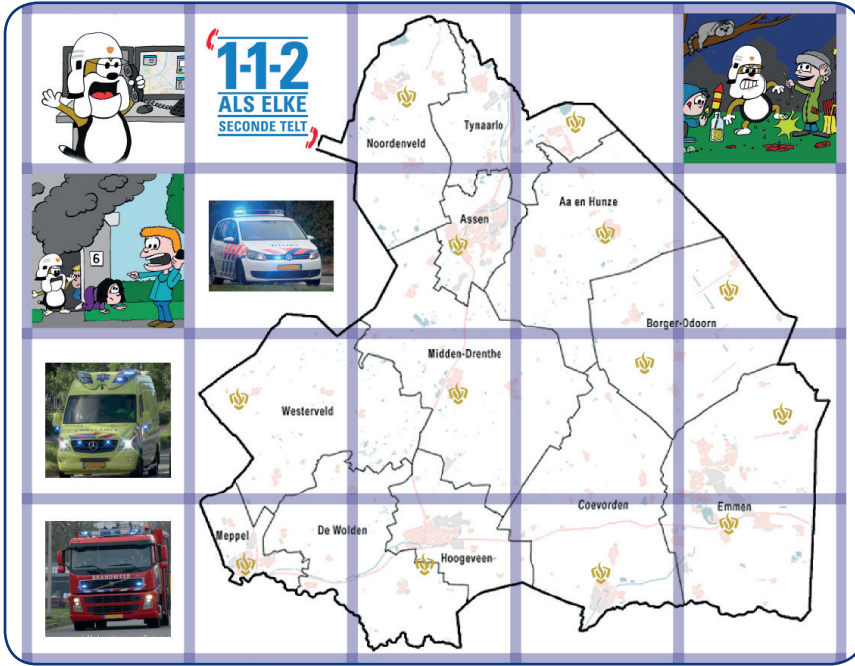 1-1-2
ALS ELKE
SECONDE TELT
Noordenveld
Tynaarlo
Assen
Aa en Hunze
6
Borger-Odoorn
Midden-Drenthe
Westerveld
Coevorden
Emmen
Meppel
De Wolden
Hoogeveen
AMBULANCE
BRANDWEER